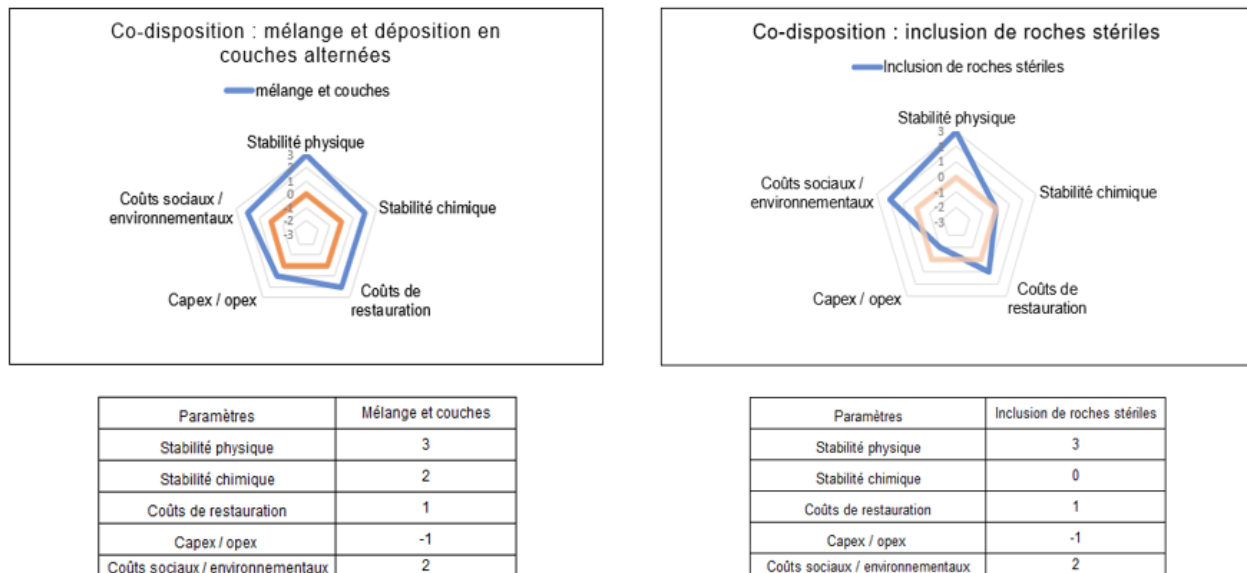 Co-disposition : mélange et déposition en
couches alternées
mélange et couches
Stabilité physique
3
2
1
0
-1
-2
-3
Coûts sociaux /
environnementaux
Stabilité chimique
Capex / opex
Coûts de
restauration
Co-disposition : inclusion de roches stériles
Inclusion de roches stériles
Stabilité physique
3
2
1
0
-1
-2
-3
Coûts sociaux /
environnementaux
Stabilité chimique
Capex / opex
Coûts de
restauration
Paramètres Mélange et couches
Stabilité physique 3
Stabilité chimique 2
Coûts de restauration 1
Capex / opex -1
Coûts sociaux / environnementaux 2
Paramètres Inclusion de roches stériles
Stabilité physique 3
Stabilité chimique 0
Coûts de restauration 1
Capex / opex -1
Coûts sociaux / environnementaux 2